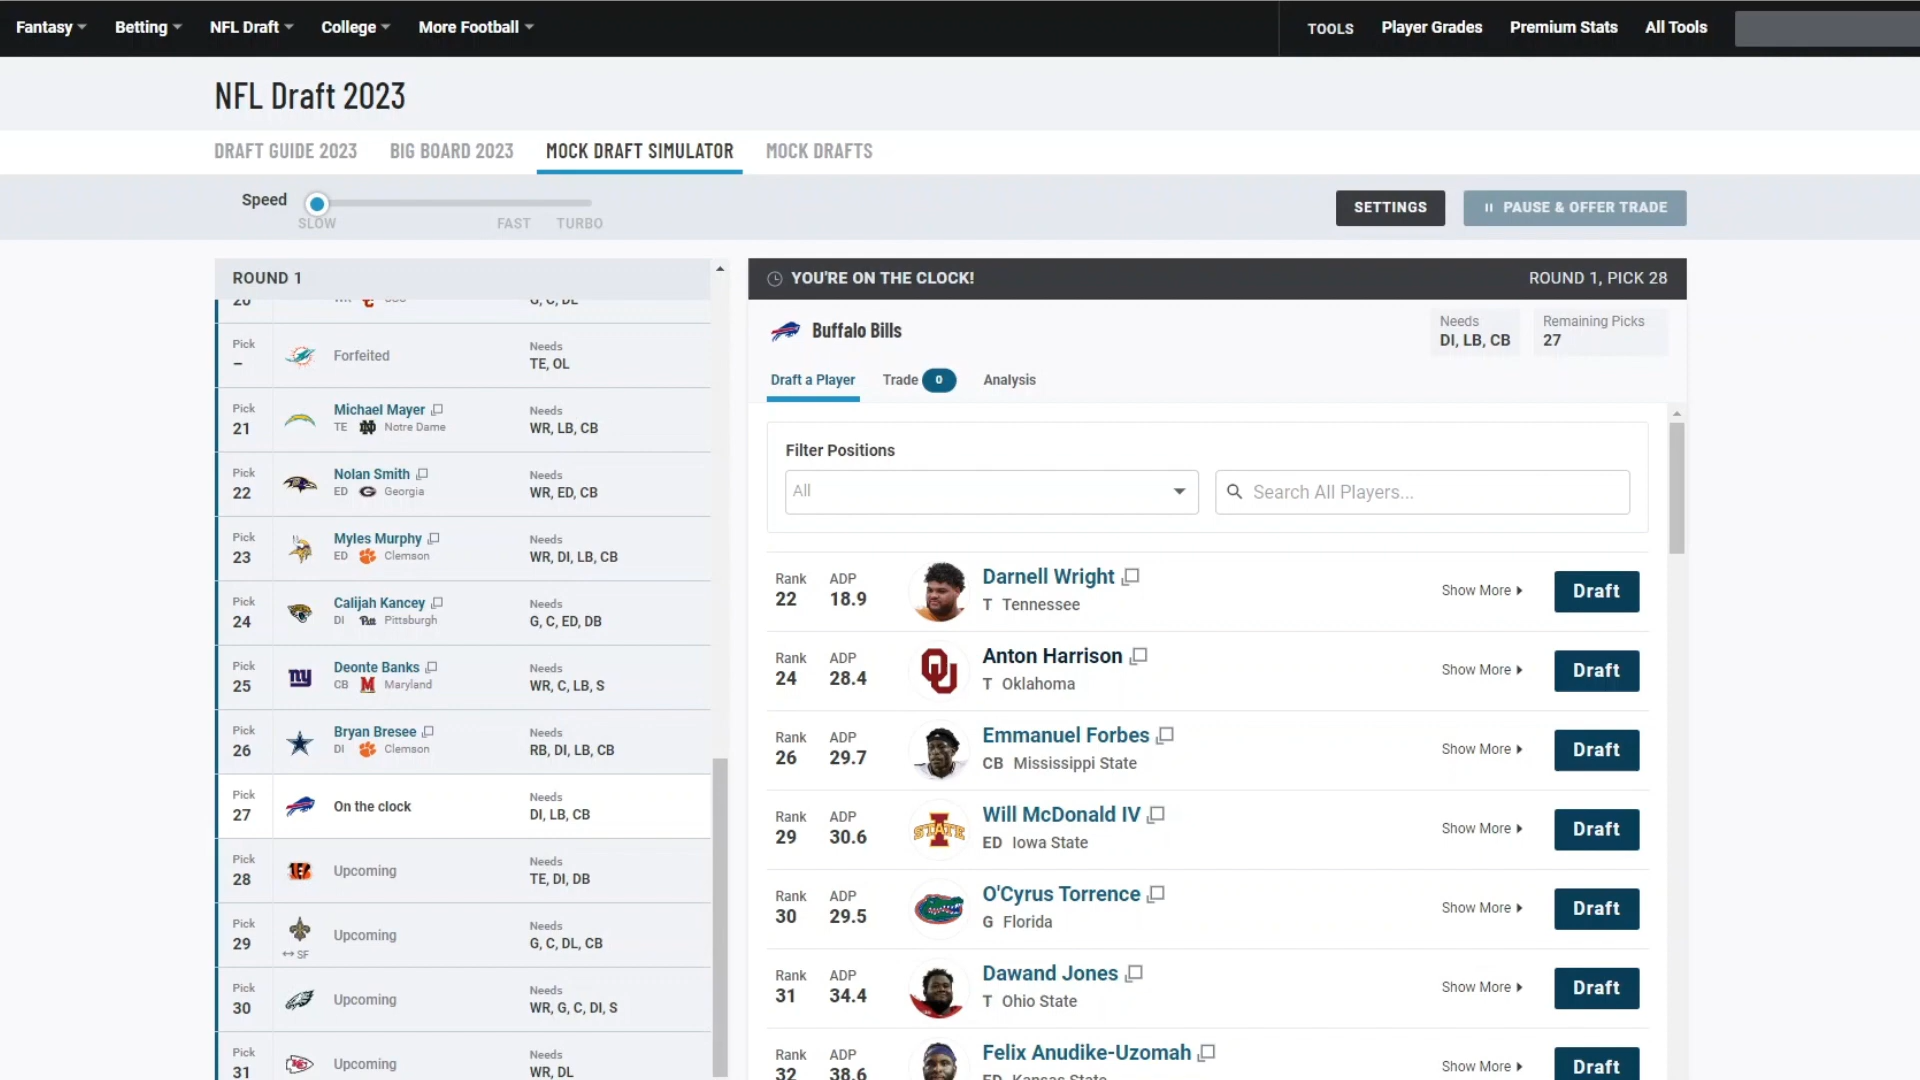 Fantasy
Betting
NFL Draft
College
More Football
TOOLS
Player Grades
Premium Stats
All Tools
NFL Draft 2023
DRAFT GUIDE 2023
BIG BOARD 2023
MOCK DRAFT SIMULATOR
MOCK DRAFTS
Speed
SLOW
FAST
TURBO
SETTINGS
PAUSE & OFFER TRADE
ROUND 1
20
G, C, DL
Pick
–
Forfeited
Needs
TE, OL
Pick
21
Michael Mayer
TE Notre Dame
Needs
WR, LB, CB
Pick
22
Nolan Smith
ED Georgia
Needs
WR, ED, CB
Pick
23
Myles Murphy
ED Clemson
Needs
WR, DI, LB, CB
Pick
24
Calijah Kancey
DI Pitt Pittsburgh
Needs
G, C, ED, DB
Pick
25
ny
Deonte Banks
CB M Maryland
Needs
WR, C, LB, S
Pick
26
Bryan Bresee
DI Clemson
Needs
RB, DI, LB, CB
Pick
27
On the clock
Needs
DI, LB, CB
Pick
28
Upcoming
Needs
TE, DI, DB
Pick
29
↔ SF
Upcoming
Needs
G, C, DL, CB
Pick
30
Upcoming
Needs
WR, G, C, DI, S
Pick
31
Upcoming
Needs
WR, DL
YOU'RE ON THE CLOCK!
ROUND 1, PICK 28
Buffalo Bills
Needs
DI, LB, CB
Remaining Picks
27
Draft a Player
Trade 0
Analysis
Filter Positions
All
Search All Players...
Rank ADP
22 18.9
Darnell Wright
T Tennessee
Show More
Draft
Rank ADP
24 28.4
OU
Anton Harrison
T Oklahoma
Show More
Draft
Rank ADP
26 29.7
Emmanuel Forbes
CB Mississippi State
Show More
Draft
Rank ADP
29 30.6
STATE
Will McDonald IV
ED Iowa State
Show More
Draft
Rank ADP
30 29.5
O'Cyrus Torrence
G Florida
Show More
Draft
Rank ADP
31 34.4
Dawand Jones
T Ohio State
Show More
Draft
Rank ADP
32 38.6
Felix Anudike-Uzomah
ED Kansas State
Show More
Draft